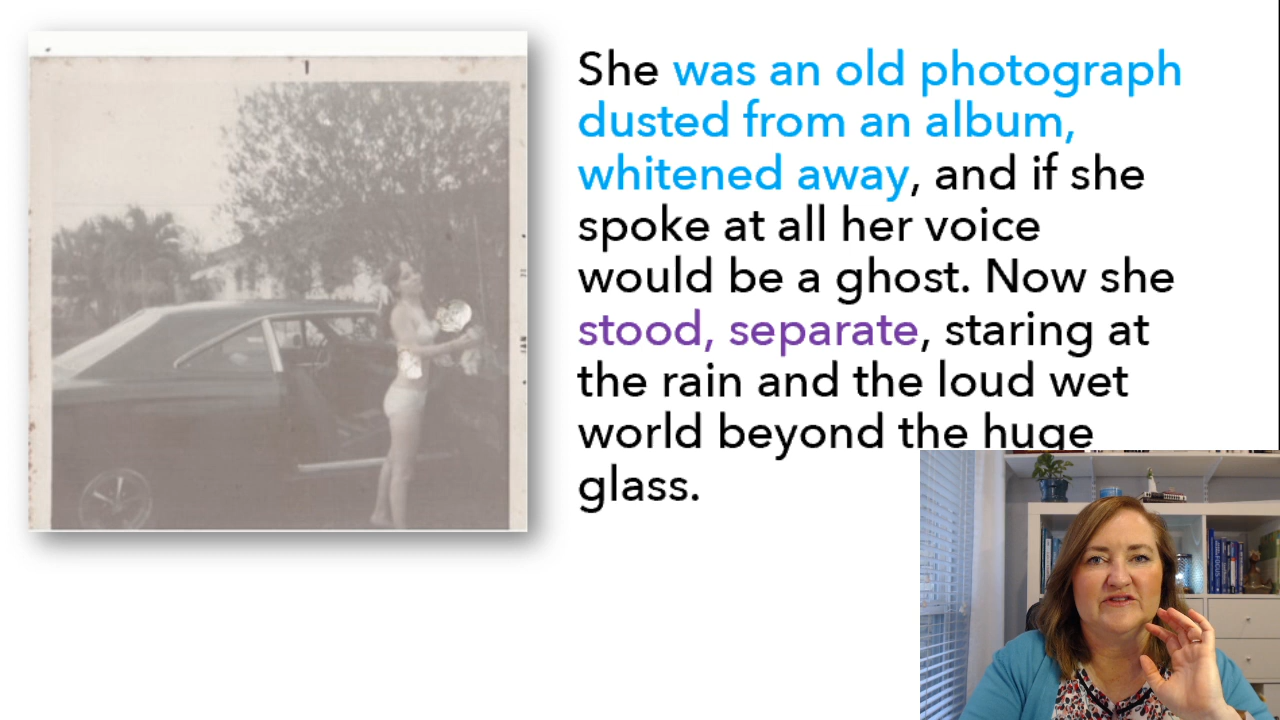 She was an old photograph
dusted from an album,
whitened away, and if she
spoke at all her voice
would be a ghost. Now she
stood, separate, staring at
the rain and the loud wet
world beyond the huge
glass.